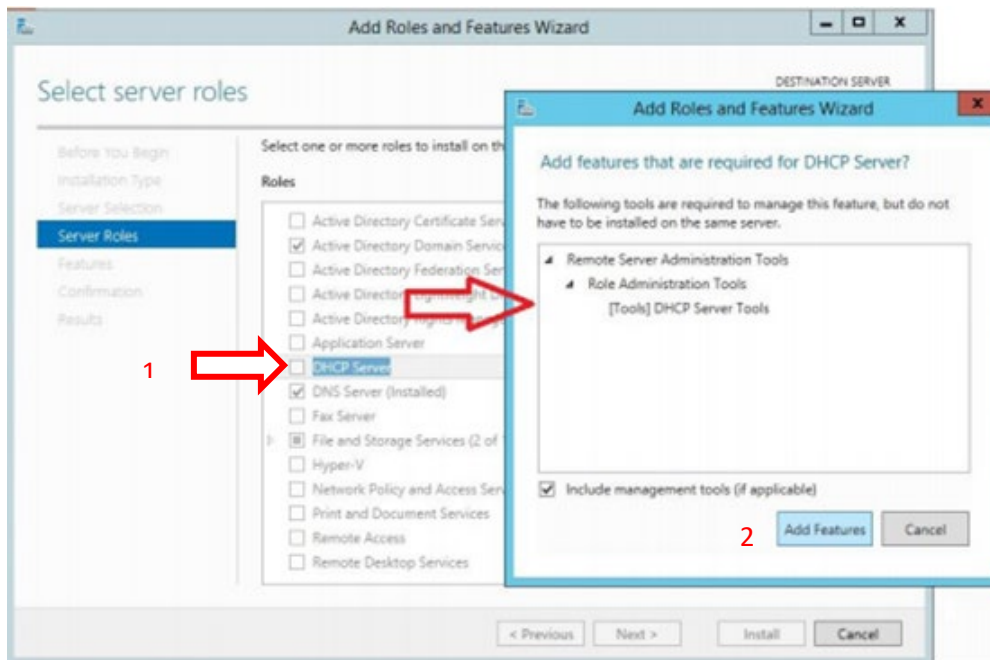 Add Roles and Features Wizard
Select server roles
DESTINATION SERVER
Before You Begin
Installation Type
Server Selection
Server Roles
Features
Confirmation
Results
Select one or more roles to install on th
Roles
Active Directory Certificate Serv
Active Directory Domain Service
Active Directory Federation Ser
Active Directory
Active Directory
Application Server
1
DHCP Server
DNS Server (Installed)
Fax Server
File and Storage Services (2 of
Hyper-V
Network Policy and Access Serv
Print and Document Services
Remote Access
Remote Desktop Services
< Previous
Next >
Install
Cancel
Add Roles and Features Wizard
Add features that are required for DHCP Server?
The following tools are required to manage this feature, but do not
have to be installed on the same server.
Remote Server Administration Tools
Role Administration Tools
[Tools] DHCP Server Tools
Include management tools (if applicable)
2
Add Features
Cancel